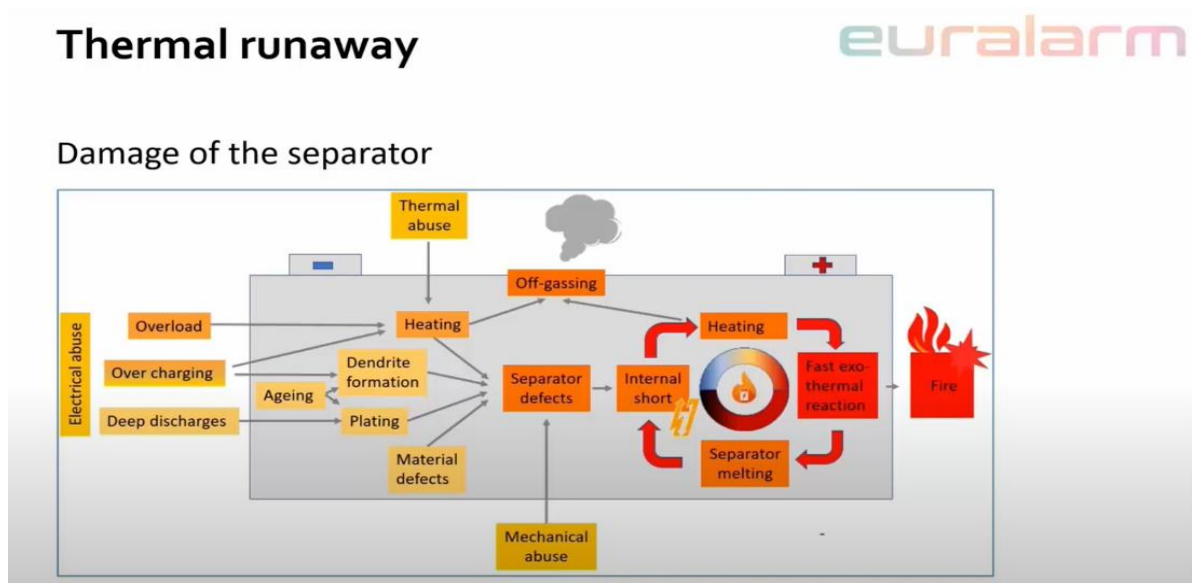 Thermal runaway
euralarm
Damage of the separator
Thermal
abuse
Off-gassing
Electrical abuse
Overload
Heating
Heating
Over charging
Dendrite
formation
Ageing
Separator
defects
Internal
short
Fast exo-
thermal
reaction
Fire
Deep discharges
Plating
Material
defects
Separator
melting
Mechanical
abuse